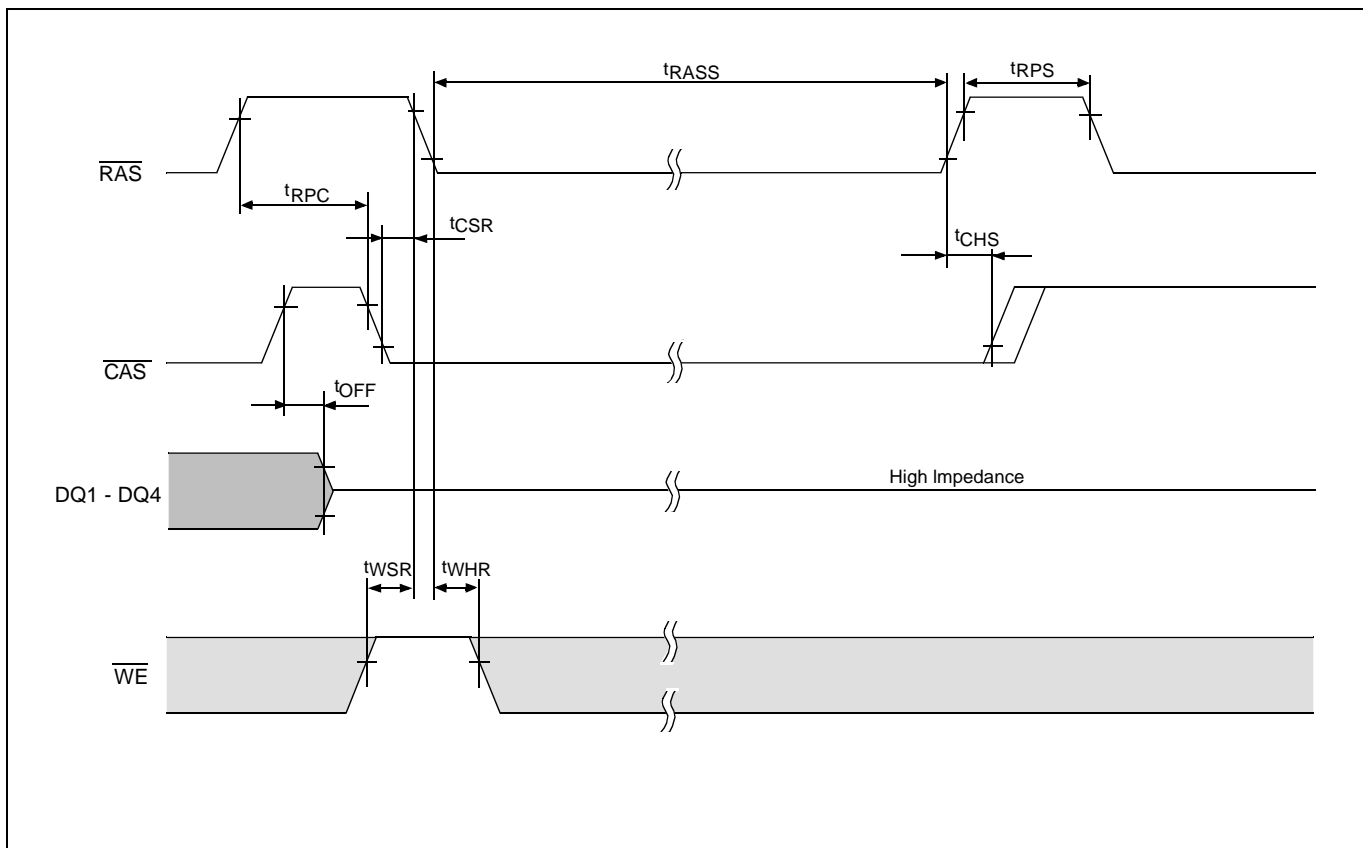 tRASS
tRPS
RAS
tRPC
tCSR
tCHS
CAS
tOFF
DQ1 - DQ4
High Impedance
tWSR
tWHR
WE